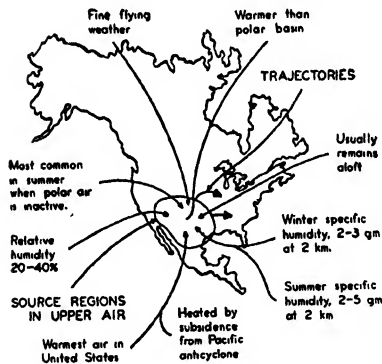 Fine flying
weather
Warmer than
polar basin
TRAJECTORIES
Usually
remains
aloft
Most common
in summer
when polar air
is inactive.
Winter specific
humidity, 2-3 gm
at 2 km.
Relative
humidity
20-40%
Summer specific
humidity, 2-5 gm
at 2 km
SOURCE REGIONS
IN UPPER AIR
Heated by
subsidence
from Pacific
anticyclone
Warmest air in
United States